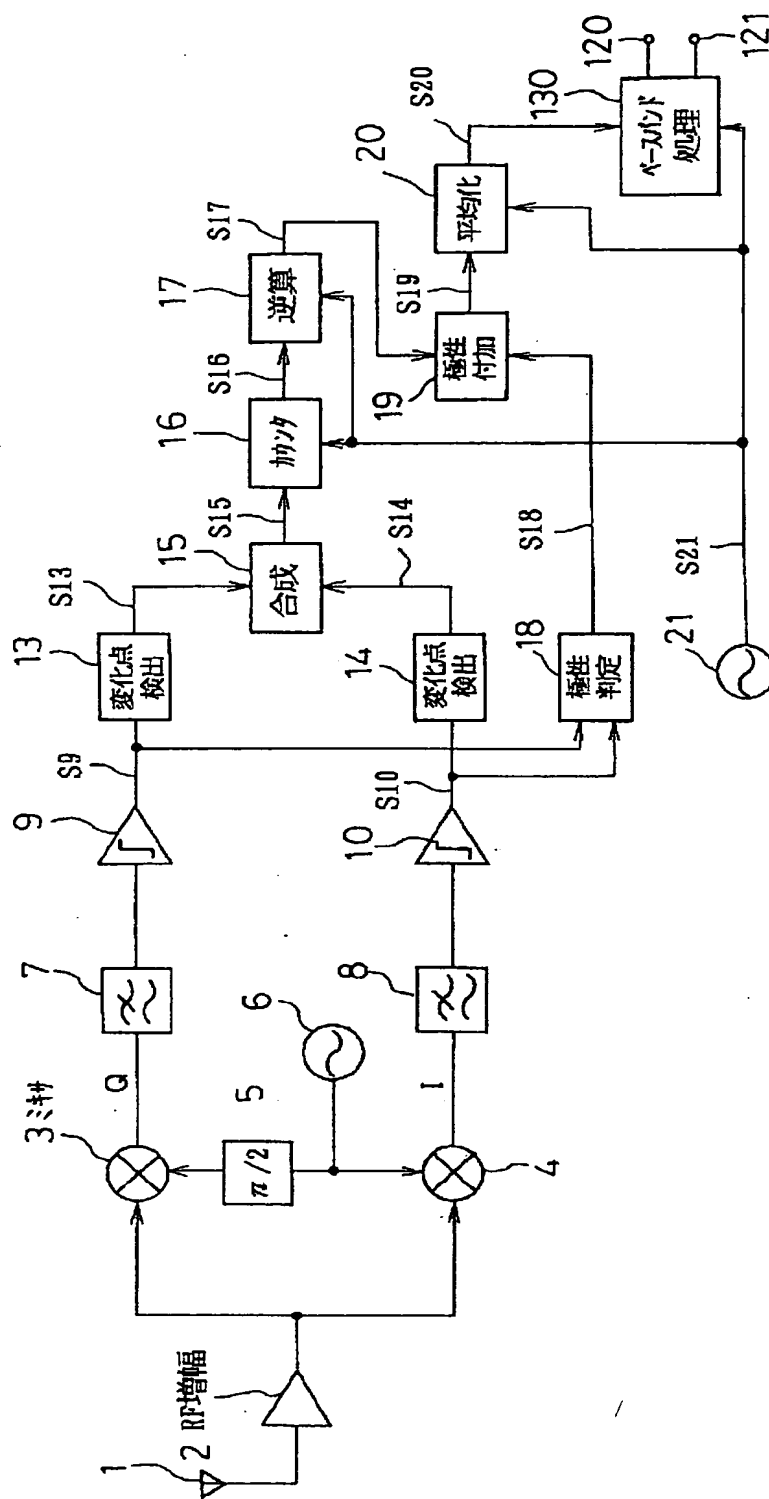 1
2
RF増幅
3 ミキサ
Q
7
9
S9
13
変化点
検出
S13
5
π/2
6
4
I
8
10
S10
14
変化点
検出
S14
15
合成
S15
16
カウンタ
S16
17
逆算
S17
18
極性
判定
S18
19
極性
付加
S19
20
平均化
S20
21
S21
130
ベースバンド
処理
120
121